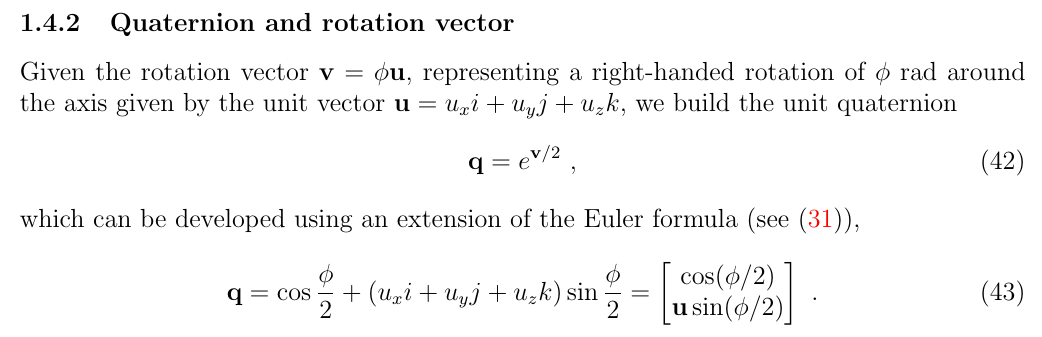 1.4.2 Quaternion and rotation vector
Given the rotation vector v = ϕu, representing a right-handed rotation of ϕ rad around
the axis given by the unit vector u = uₓi + u_y j + u_z k, we build the unit quaternion
q = e^{v/2} , (42)
which can be developed using an extension of the Euler formula (see (31)),
q = cos ϕ/2 + (uₓi + u_y j + u_z k) sin ϕ/2 = [cos(ϕ/2) u sin(ϕ/2)] . (43)